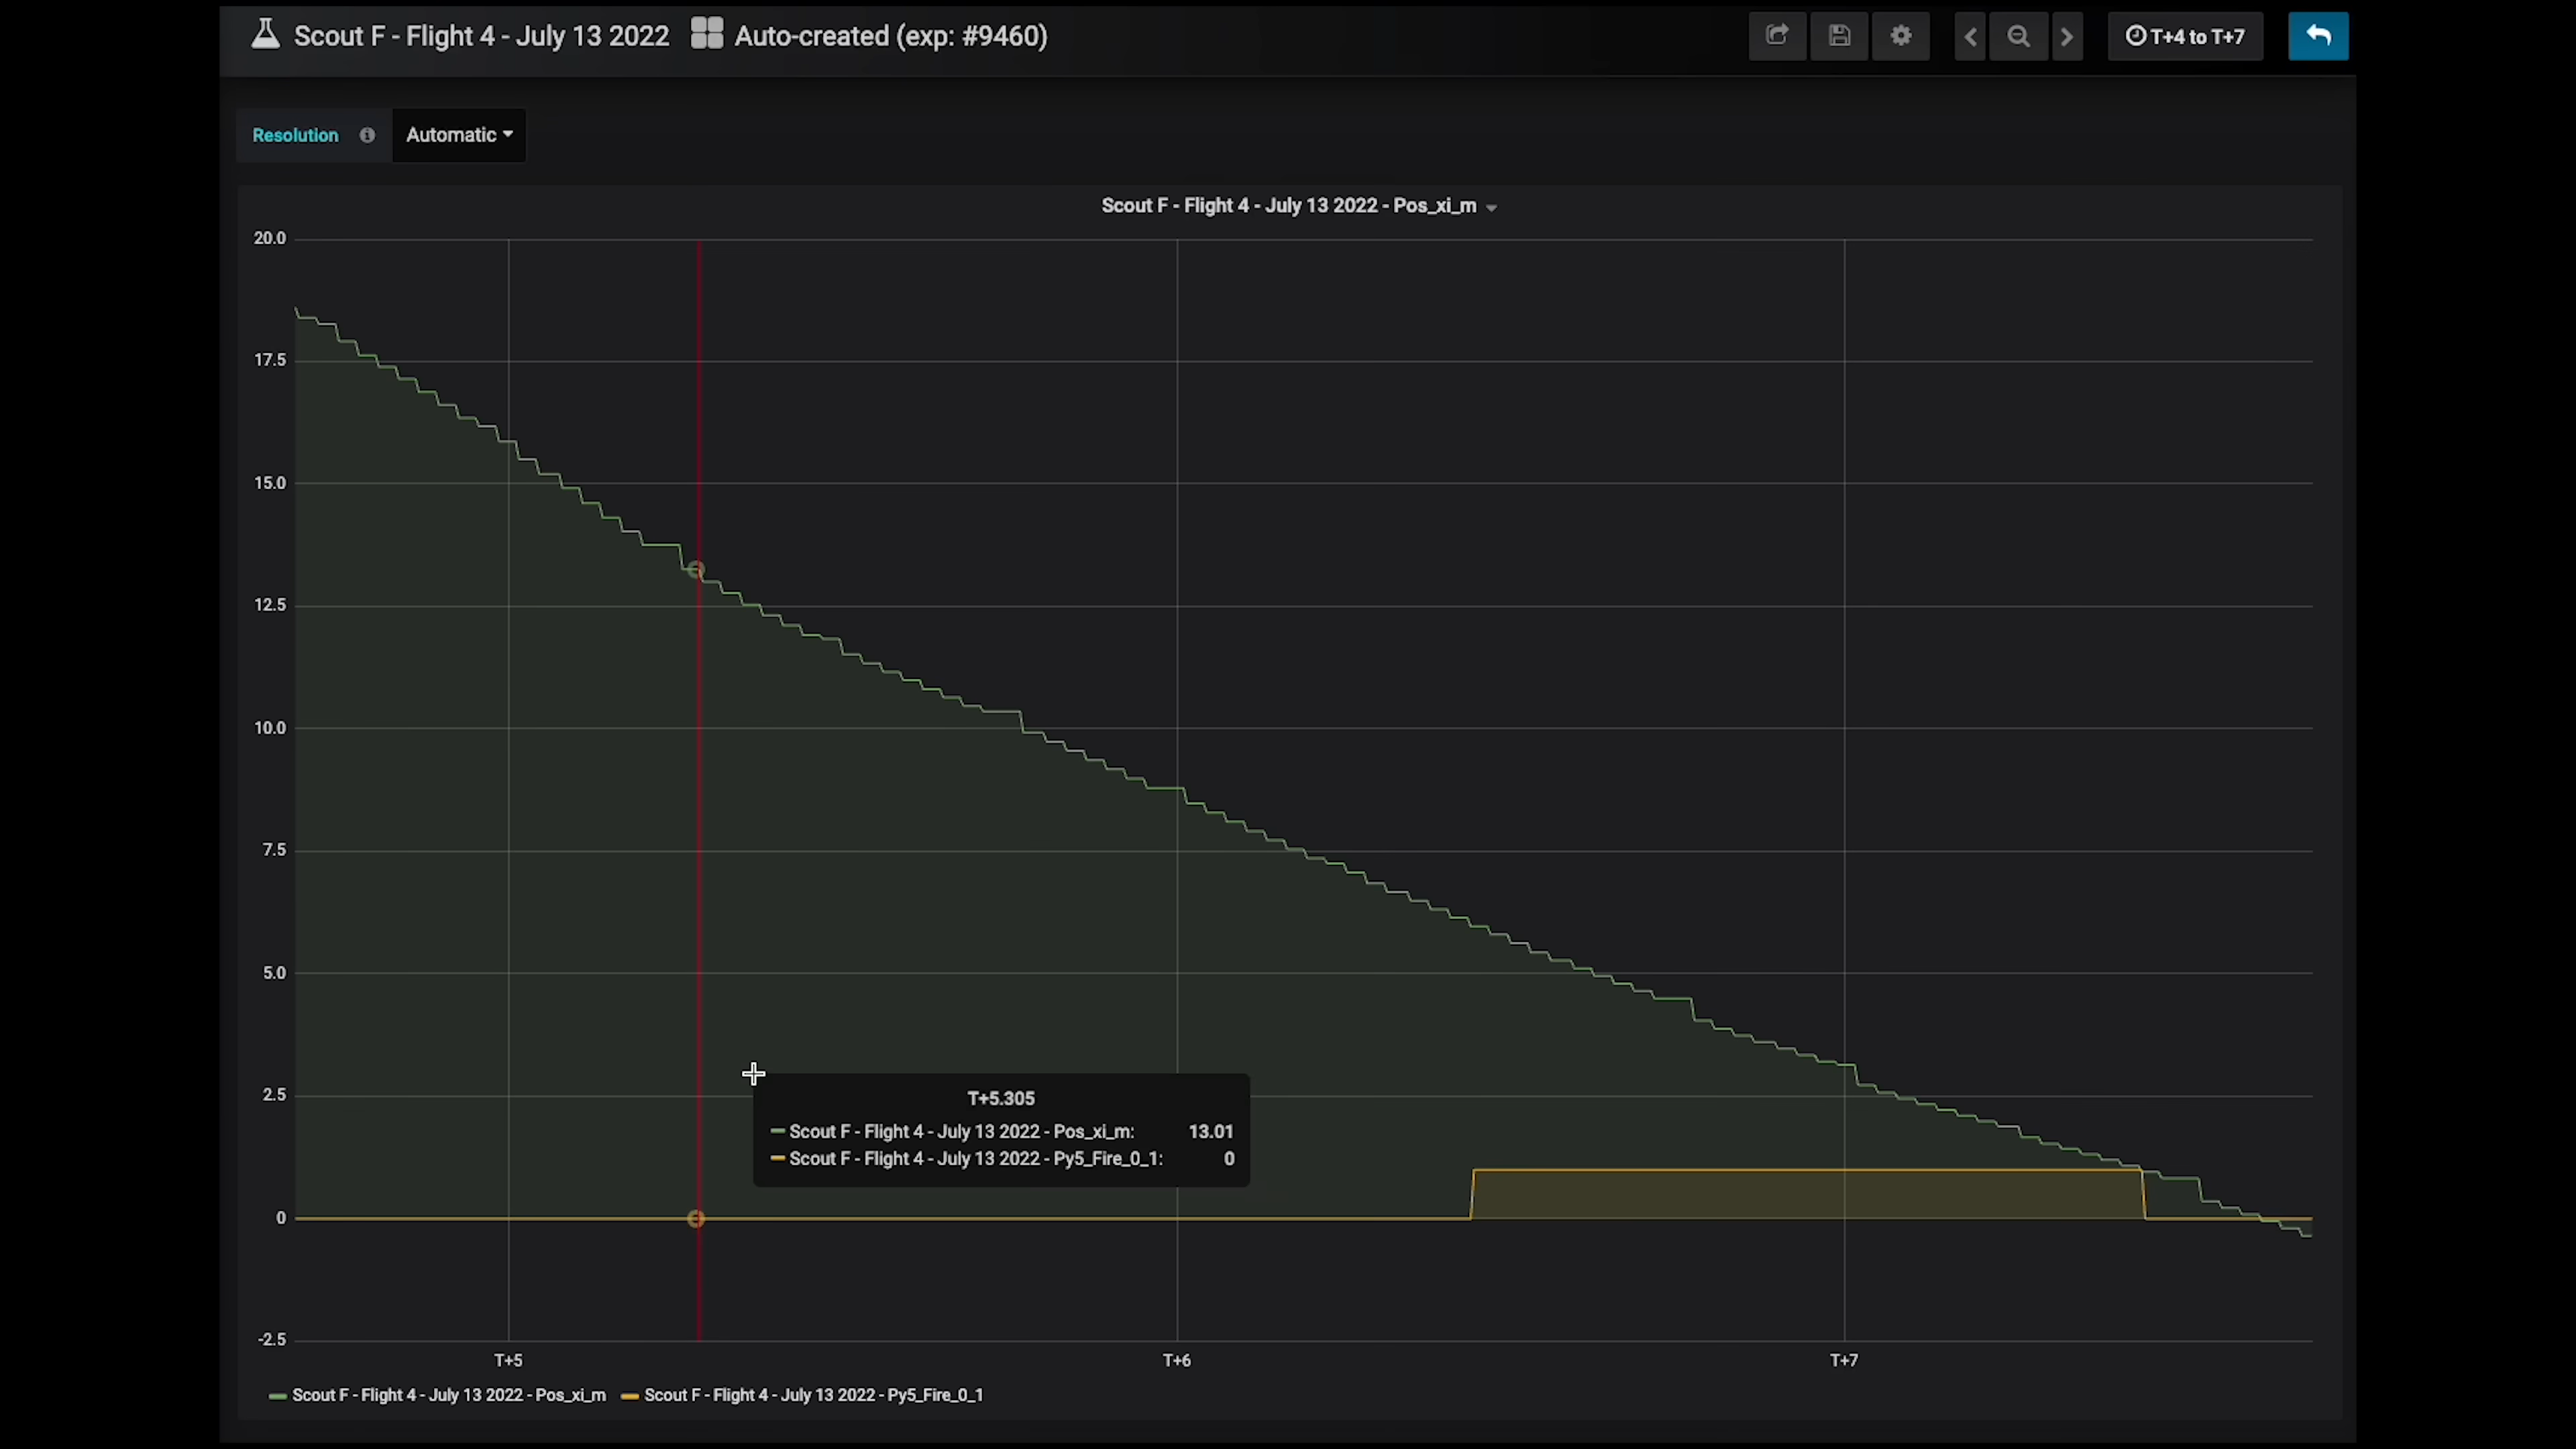 Scout F - Flight 4 - July 13 2022 Auto-created (exp: #9460)
T+4 to T+7
Resolution Automatic
Scout F - Flight 4 - July 13 2022 - Pos_xi_m
20.0
17.5
15.0
12.5
10.0
7.5
5.0
2.5
0
-2.5
T+5.305
Scout F - Flight 4 - July 13 2022 - Pos_xi_m: 13.01
Scout F - Flight 4 - July 13 2022 - Py5_Fire_0_1: 0
T+5 T+6 T+7
Scout F - Flight 4 - July 13 2022 - Pos_xi_m Scout F - Flight 4 - July 13 2022 - Py5_Fire_0_1